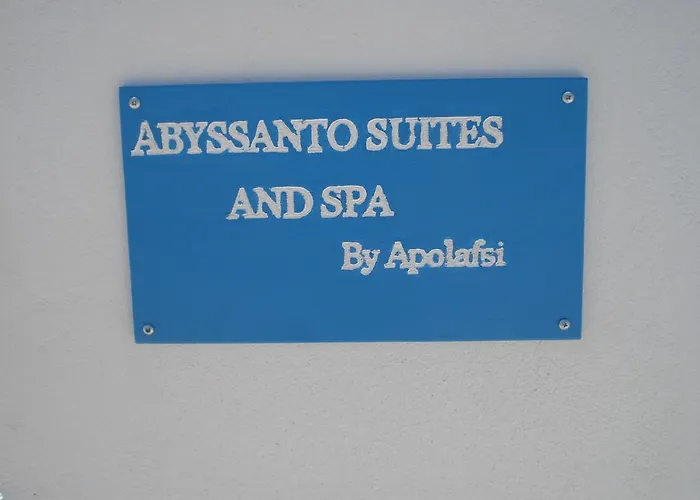 ABYSSANTO SUITES
AND SPA
By Apolafsi